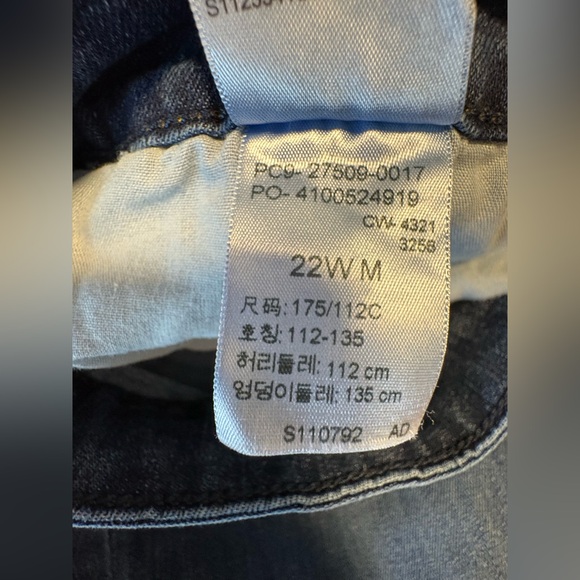 PC9- 27509-0017
PO- 4100524919
CW- 4321
3258
22W M
尺码: 175/112C
호칭: 112-135
허리둘레: 112 cm
엉덩이둘레: 135 cm
S110792 AD